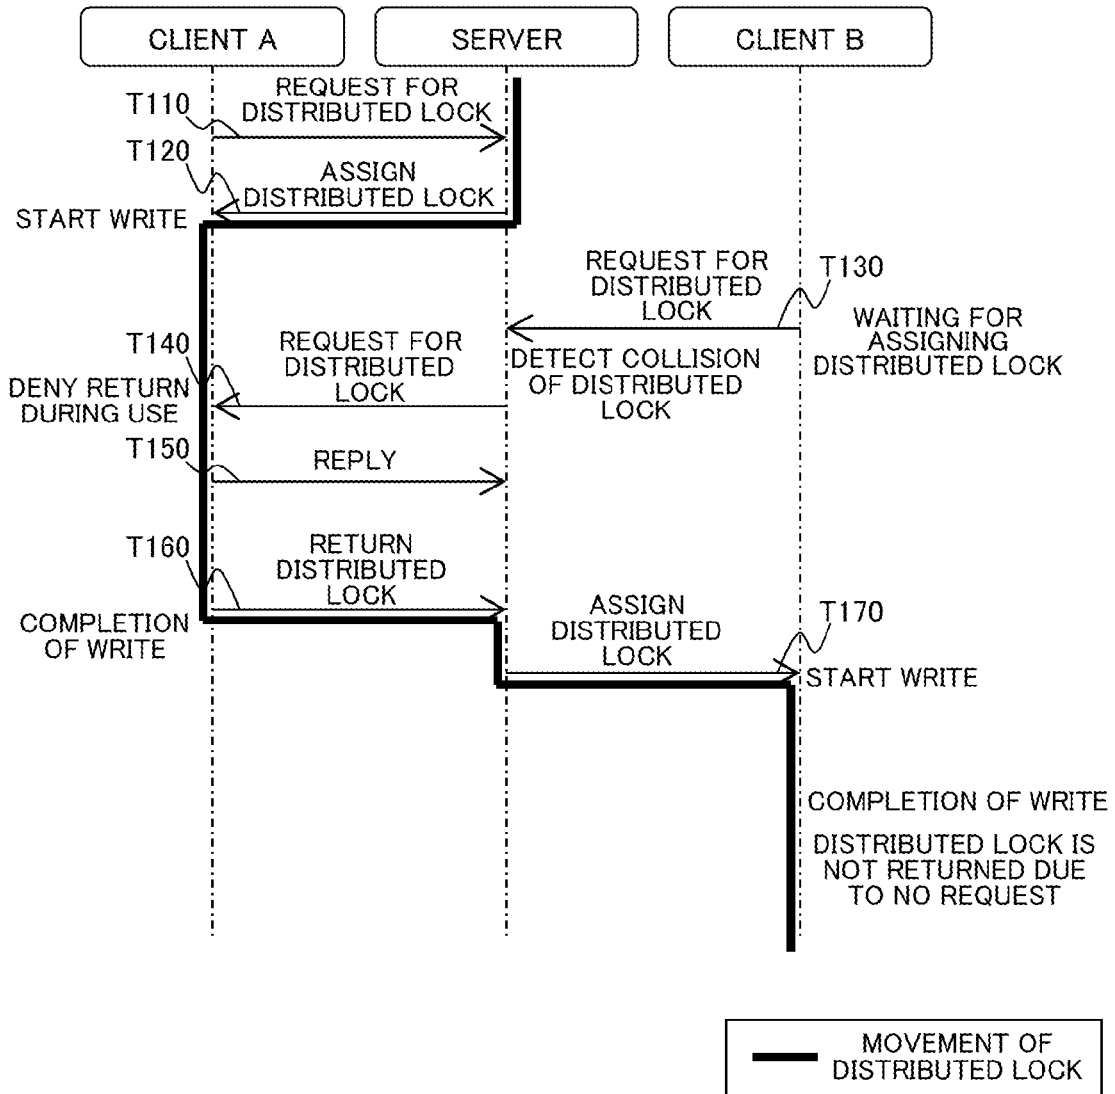 CLIENT A
SERVER
CLIENT B
REQUEST FOR
DISTRIBUTED LOCK
T110
T120
ASSIGN
DISTRIBUTED LOCK
START WRITE
REQUEST FOR
DISTRIBUTED
LOCK
T130
WAITING FOR
ASSIGNING
DISTRIBUTED LOCK
T140
REQUEST FOR
DISTRIBUTED
LOCK
DETECT COLLISION
OF DISTRIBUTED
LOCK
DENY RETURN
DURING USE
T150
REPLY
T160
RETURN
DISTRIBUTED
LOCK
COMPLETION
OF WRITE
ASSIGN
DISTRIBUTED
LOCK
T170
START WRITE
COMPLETION OF WRITE
DISTRIBUTED LOCK IS
NOT RETURNED DUE
TO NO REQUEST
MOVEMENT OF
DISTRIBUTED LOCK